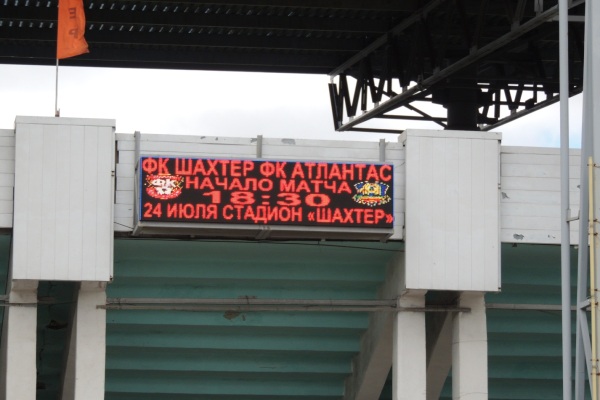 ФК ШАХТЕР ФК АТЛАНТАС
НАЧАЛО МАТЧА
18:30
24 ИЮЛЯ СТАДИОН «ШАХТЕР»